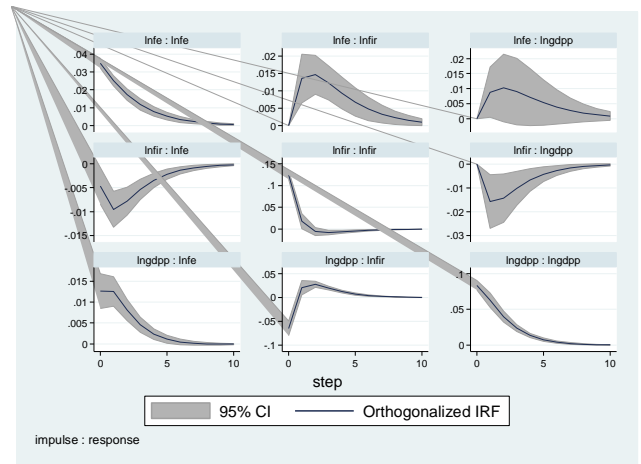 lnfe : lnfe
lnfe : lnfir
lnfe : lngdpp
.04
.03
.02
.01
0
.02
.015
.01
.005
0
.02
.015
.01
.005
0
lnfir : lnfe
lnfir : lnfir
lnfir : lngdpp
0
-.005
-.01
-.015
.15
.1
.05
0
0
-.01
-.02
-.03
lngdpp : lnfe
lngdpp : lnfir
lngdpp : lngdpp
.015
.01
.005
0
.05
0
-.05
-.1
.1
.05
0
0 5 10
0 5 10
0 5 10
step
95% CI
Orthogonalized IRF
impulse : response